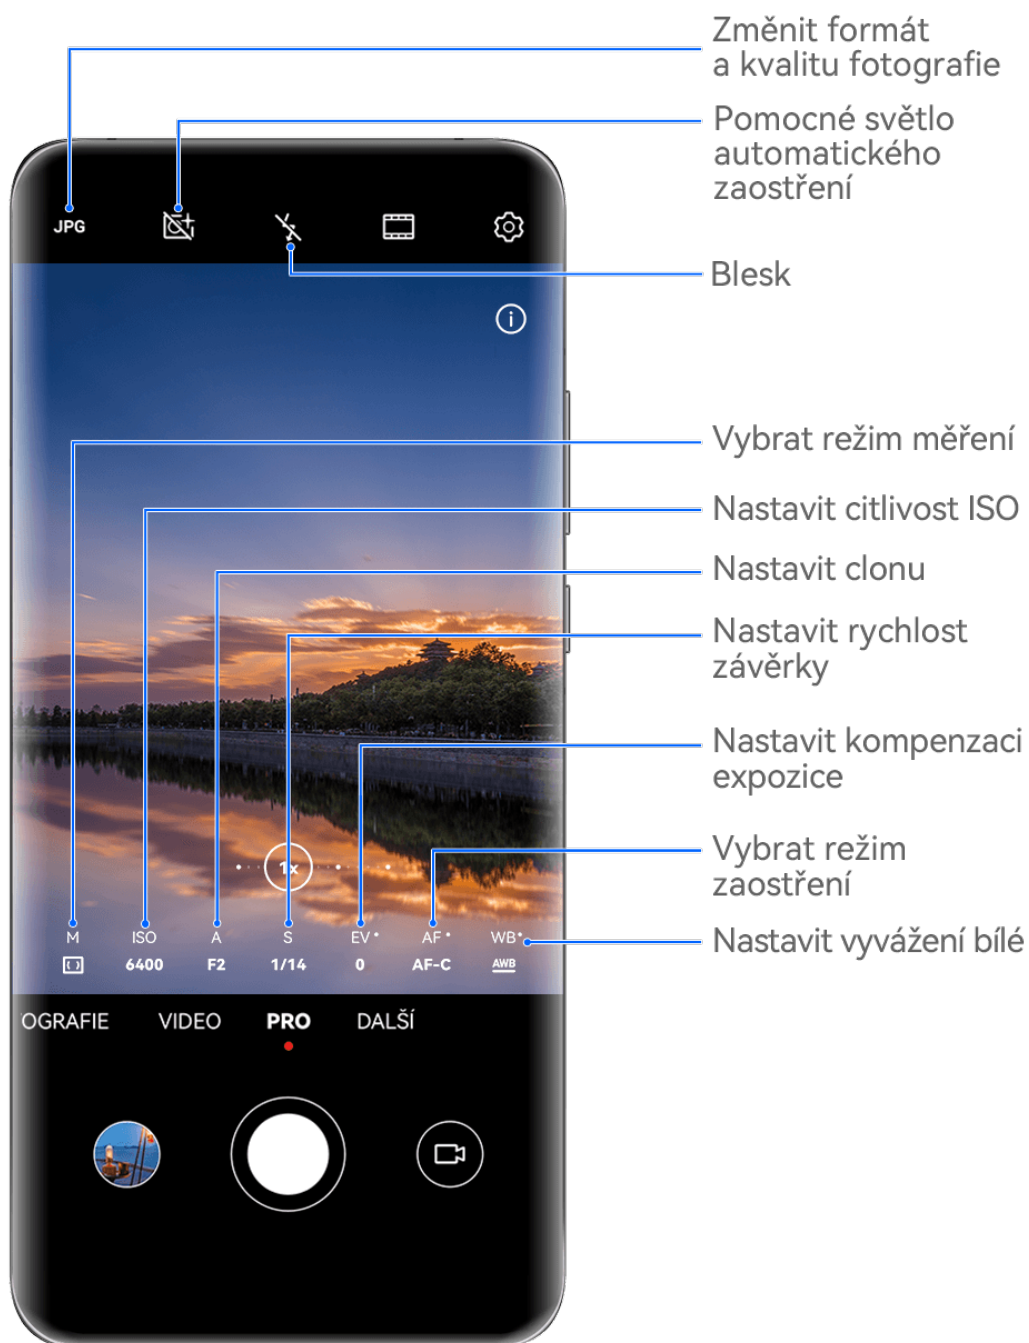 Změnit formát
a kvalitu fotografie
Pomocné světlo
automatického
zaostření
JPG
Blesk
Vybrat režim měření
Nastavit citlivost ISO
Nastavit clonu
Nastavit rychlost
závěrky
Nastavit kompenzaci
expozice
Vybrat režim
zaostření
1x
M ISO A S EV AF WB
Nastavit vyvážení bílé
6400 F2 1/14 0 AF-C AWB
OGRAFIE VIDEO PRO DALŠÍ